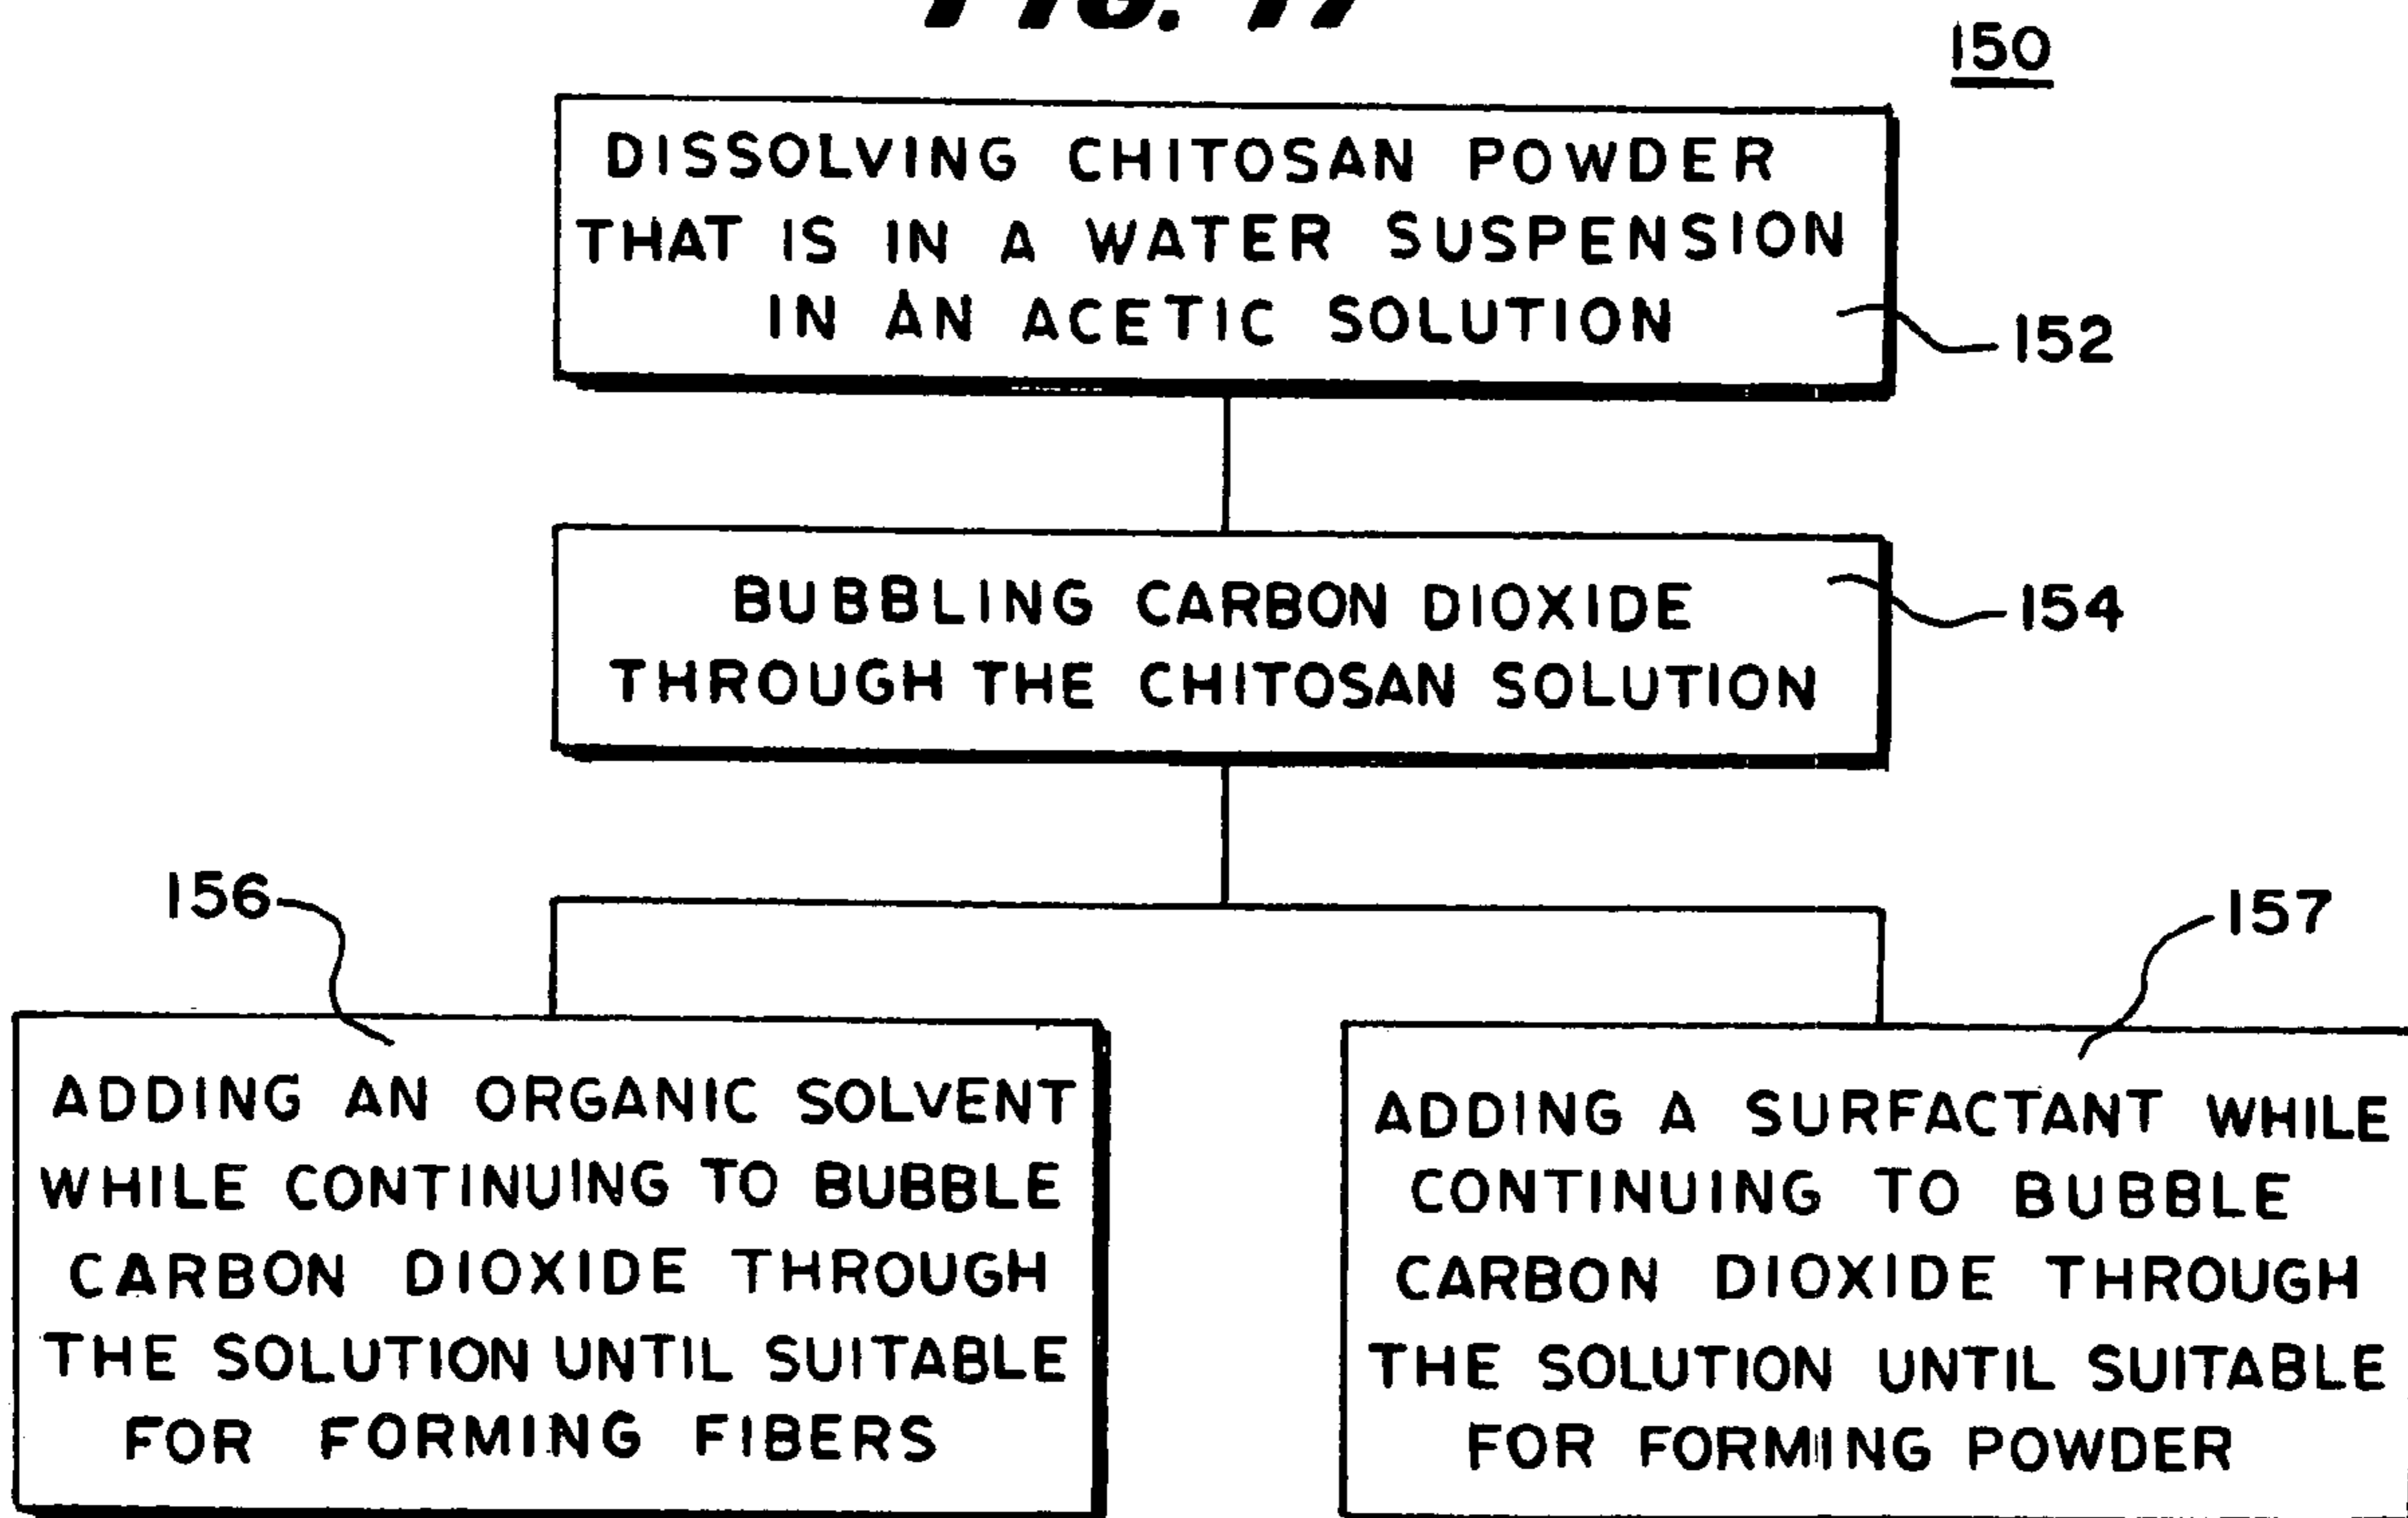 FIG. 17
150
DISSOLVING CHITOSAN POWDER
THAT IS IN A WATER SUSPENSION
IN AN ACETIC SOLUTION
152
BUBBLING CARBON DIOXIDE
THROUGH THE CHITOSAN SOLUTION
154
156
157
ADDING AN ORGANIC SOLVENT
WHILE CONTINUING TO BUBBLE
CARBON DIOXIDE THROUGH
THE SOLUTION UNTIL SUITABLE
FOR FORMING FIBERS
ADDING A SURFACTANT WHILE
CONTINUING TO BUBBLE
CARBON DIOXIDE THROUGH
THE SOLUTION UNTIL SUITABLE
FOR FORMING POWDER